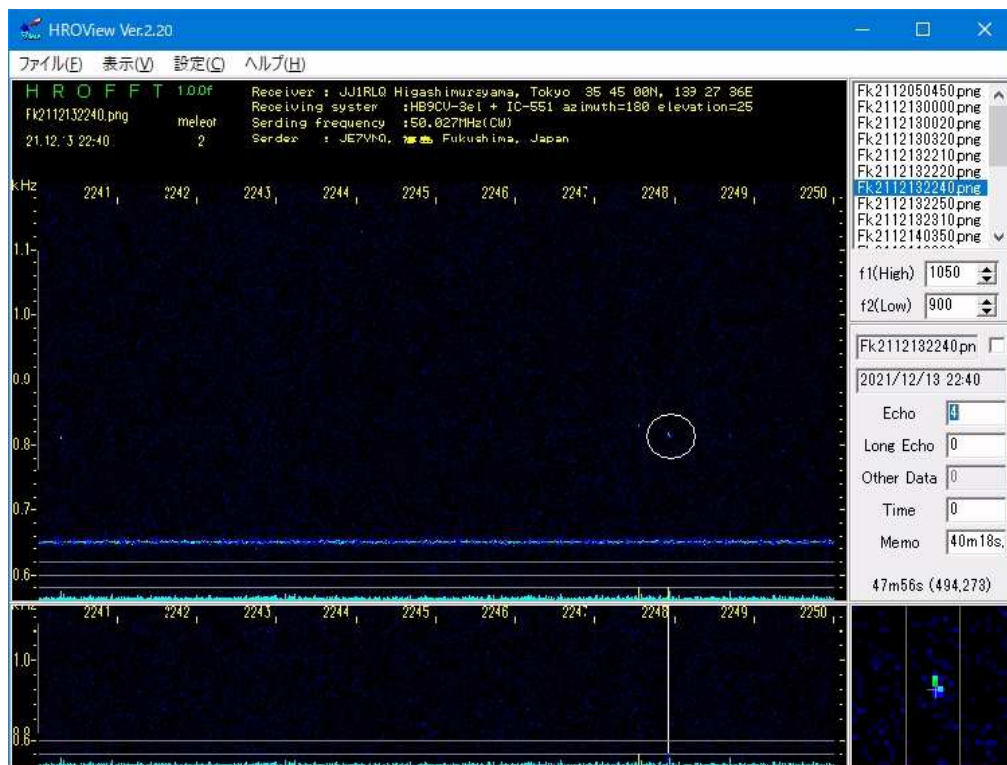 HROView Ver.2.20
ファイル(F) 表示(V) 設定(C) ヘルプ(H)
H R O F F T 1.0.0f
Fk2112132240.png meteor
21.12.13 22:40 2
Receiver : JJ1RLQ Higashimurayama, Tokyo 35 45 00N, 139 27 36E
Receiving system :HB9CV-3el + IC-551 azimuth=180 elevation=25
Serding frequency :50.027MHz(CW)
Serder : JE7YNQ, Fukushima, Japan
kHz 2241 2242 2243 2244 2245 2246 2247 2248 2249 2250
1.1
1.0
0.9
0.8
0.7
0.6
kHz 2241 2242 2243 2244 2245 2246 2247 2248 2249 2250
1.0
Fk2112050450.png
Fk2112130000.png
Fk2112130020.png
Fk2112130320.png
Fk2112132210.png
Fk2112132220.png
Fk2112132240.png
Fk2112132250.png
Fk2112132310.png
Fk2112140350.png
f1(High) 1050
f2(Low) 900
Fk2112132240.pn
2021/12/13 22:40
Echo 4
Long Echo 0
Other Data 0
Time 0
Memo 40m18s,
47m56s (494,273)